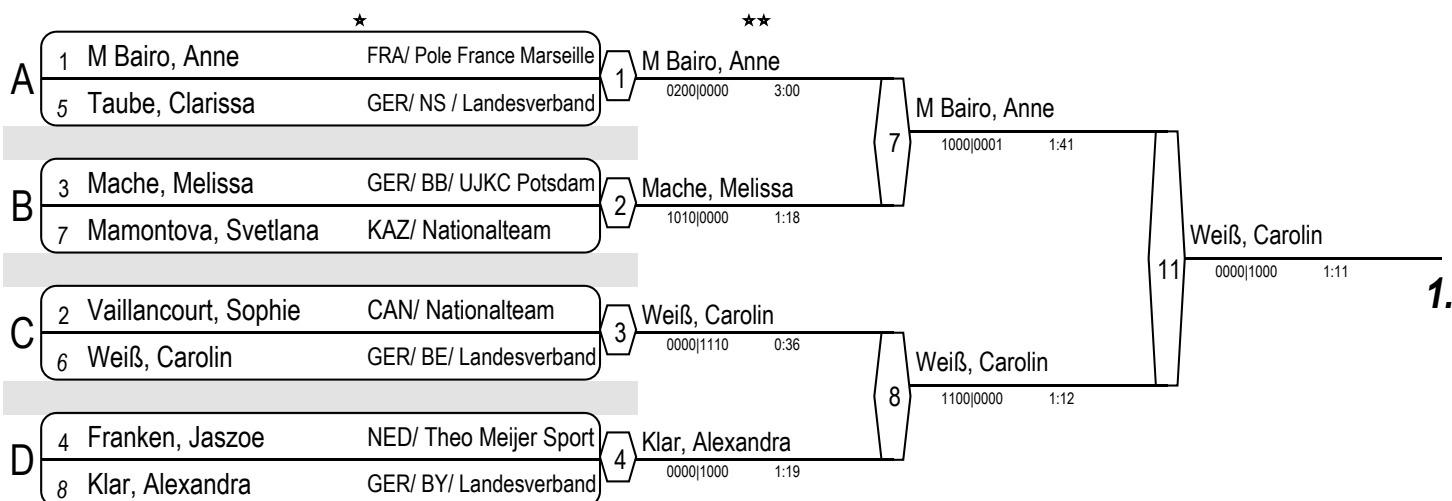 ★ ★★
A
1 M Bairo, Anne FRA/ Pole France Marseille
5 Taube, Clarissa GER/ NS / Landesverband
1
M Bairo, Anne
0200|0000 3:00
B
3 Mache, Melissa GER/ BB/ UJKC Potsdam
7 Mamontova, Svetlana KAZ/ Nationalteam
2
Mache, Melissa
1010|0000 1:18
7
M Bairo, Anne
1000|0001 1:41
C
2 Vaillancourt, Sophie CAN/ Nationalteam
6 Weiß, Carolin GER/ BE/ Landesverband
3
Weiß, Carolin
0000|1110 0:36
D
4 Franken, Jaszoe NED/ Theo Meijer Sport
8 Klar, Alexandra GER/ BY/ Landesverband
4
Klar, Alexandra
0000|1000 1:19
8
Weiß, Carolin
1100|0000 1:12
11
Weiß, Carolin
0000|1000 1:11
1.